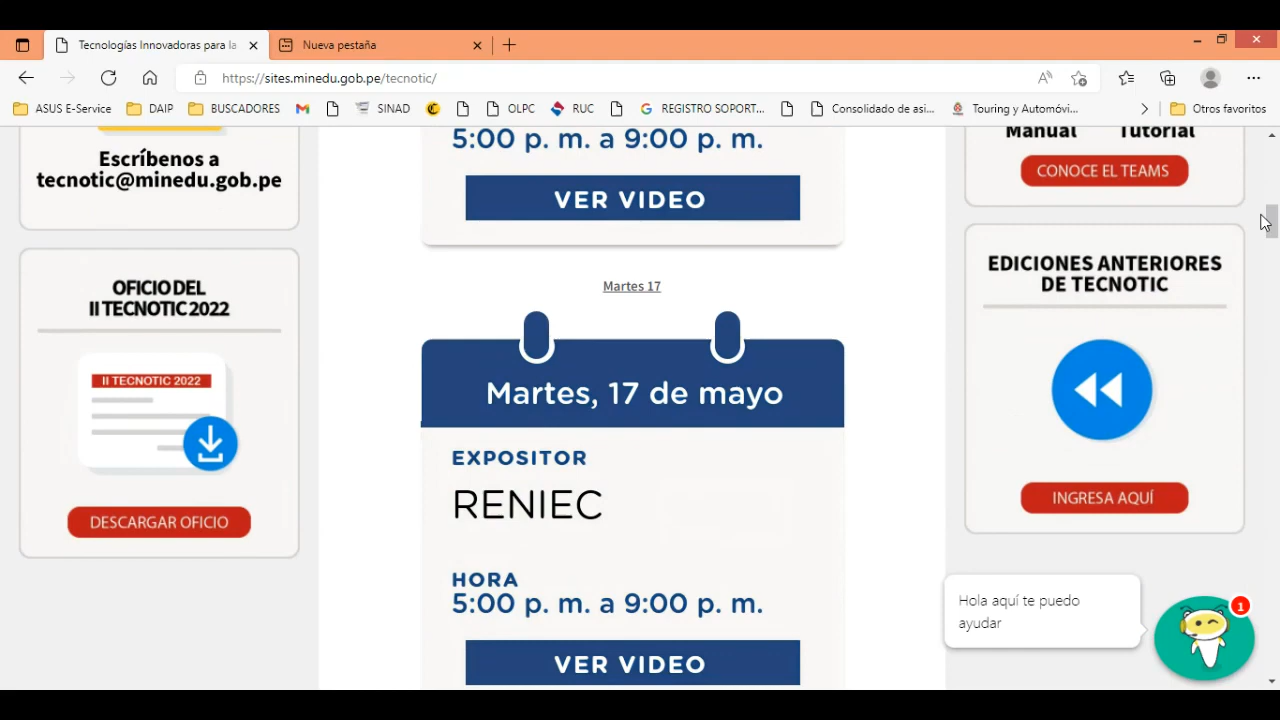 Tecnologías Innovadoras para la
Nueva pestaña
https://sites.minedu.gob.pe/tecnotic/
ASUS E-Service
DAIP
BUSCADORES
SINAD
OLPC
RUC
REGISTRO SOPORT...
Consolidado de asi...
Touring y Automóvi...
Otros favoritos
Escríbenos a
tecnotic@minedu.gob.pe
OFICIO DEL
II TECNOTIC 2022
II TECNOTIC 2022
DESCARGAR OFICIO
5:00 p. m. a 9:00 p. m.
VER VIDEO
Martes 17
Martes, 17 de mayo
EXPOSITOR
RENIEC
HORA
5:00 p. m. a 9:00 p. m.
VER VIDEO
Manual Tutorial
CONOCE EL TEAMS
EDICIONES ANTERIORES
DE TECNOTIC
INGRESA AQUÍ
Hola aquí te puedo
ayudar
1